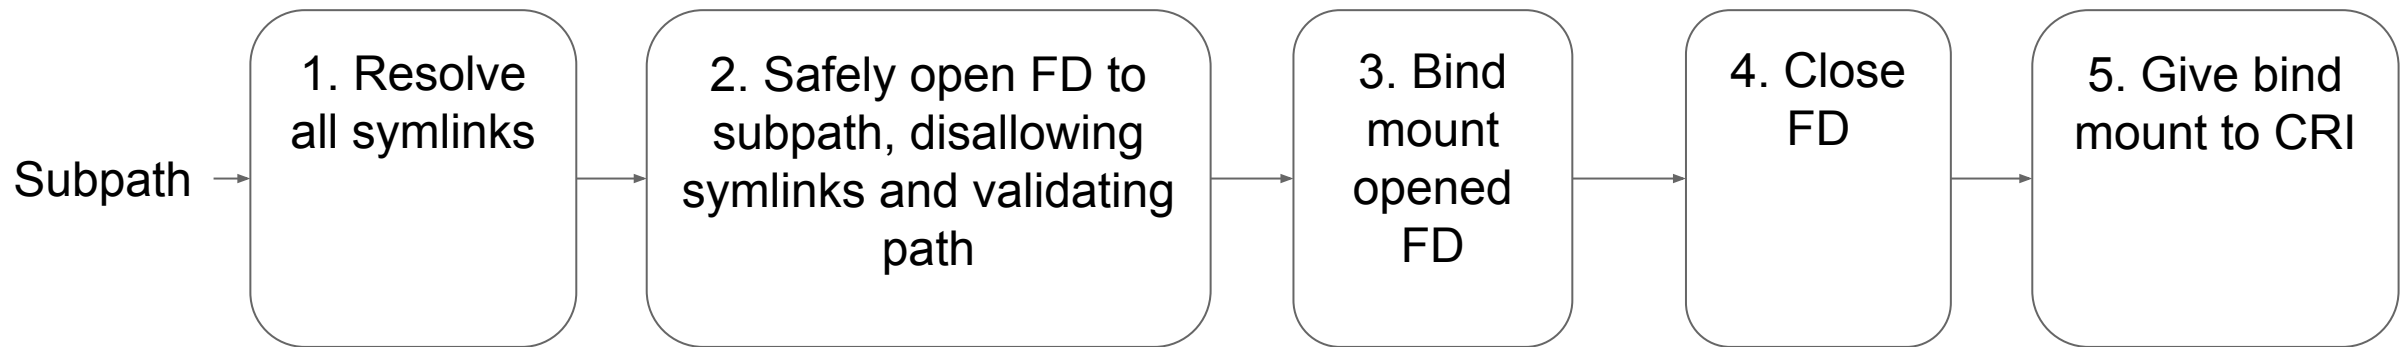 Subpath
1. Resolve
all symlinks
2. Safely open FD to
subpath, disallowing
symlinks and validating
path
3. Bind
mount
opened
FD
4. Close
FD
5. Give bind
mount to CRI